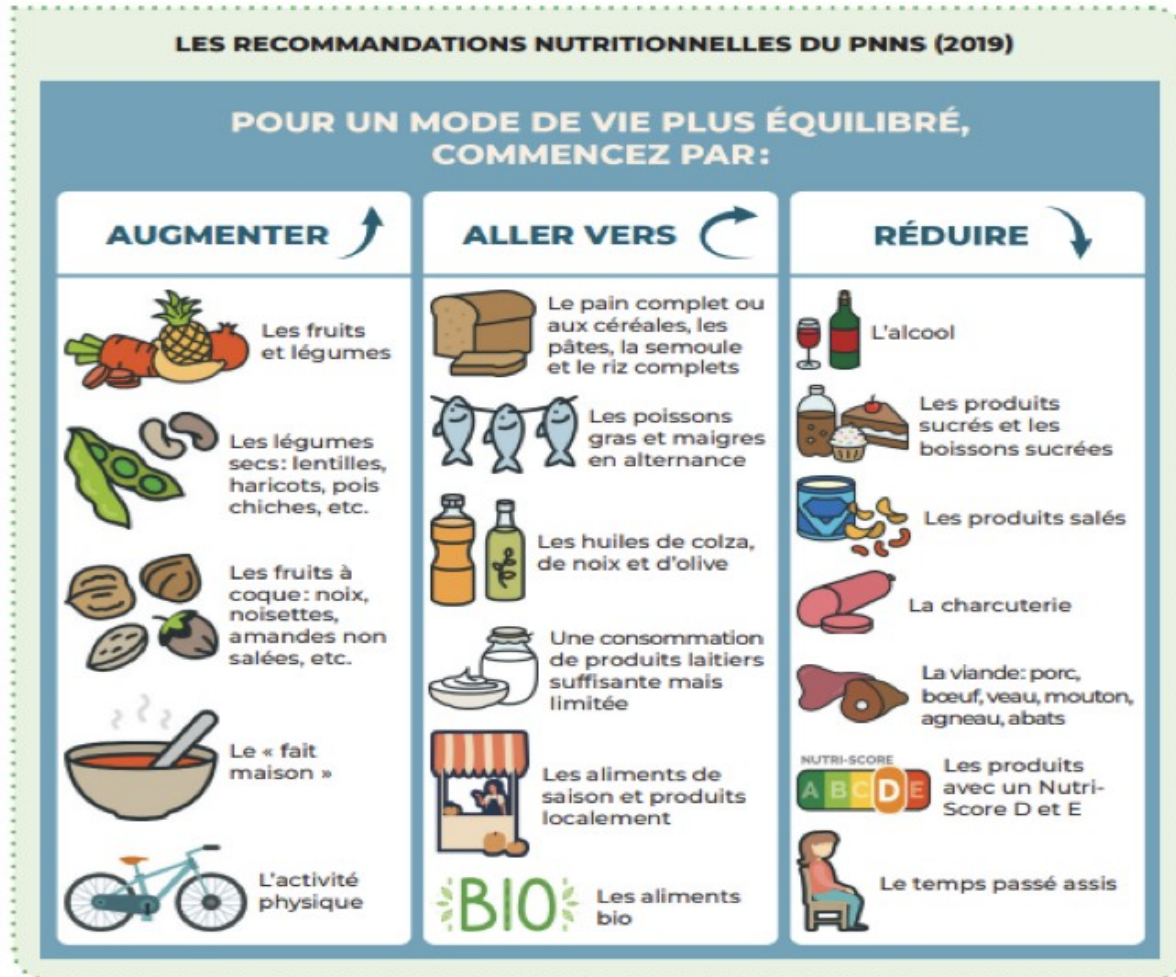 LES RECOMMANDATIONS NUTRITIONNELLES DU PNNS (2019)
POUR UN MODE DE VIE PLUS ÉQUILIBRÉ,
COMMENCEZ PAR:
AUGMENTER
Les fruits
et légumes
Les légumes
secs: lentilles,
haricots, pois
chiches, etc.
Les fruits à
coque: noix,
noisettes,
amandes non
salées, etc.
Le « fait
maison »
L'activité
physique
ALLER VERS
Le pain complet ou
aux céréales, les
pâtes, la semoule
et le riz complets
Les poissons
gras et maigres
en alternance
Les huiles de colza,
de noix et d'olive
Une consommation
de produits laitiers
suffisante mais
limitée
Les aliments de
saison et produits
localement
BIO
Les aliments
bio
RÉDUIRE
L'alcool
Les produits
sucrés et les
boissons sucrées
Les produits salés
La charcuterie
La viande: porc,
bœuf, veau, mouton,
agneau, abats
NUTRI-SCORE
A B C D E
Les produits
avec un Nutri-
Score D et E
Le temps passé assis